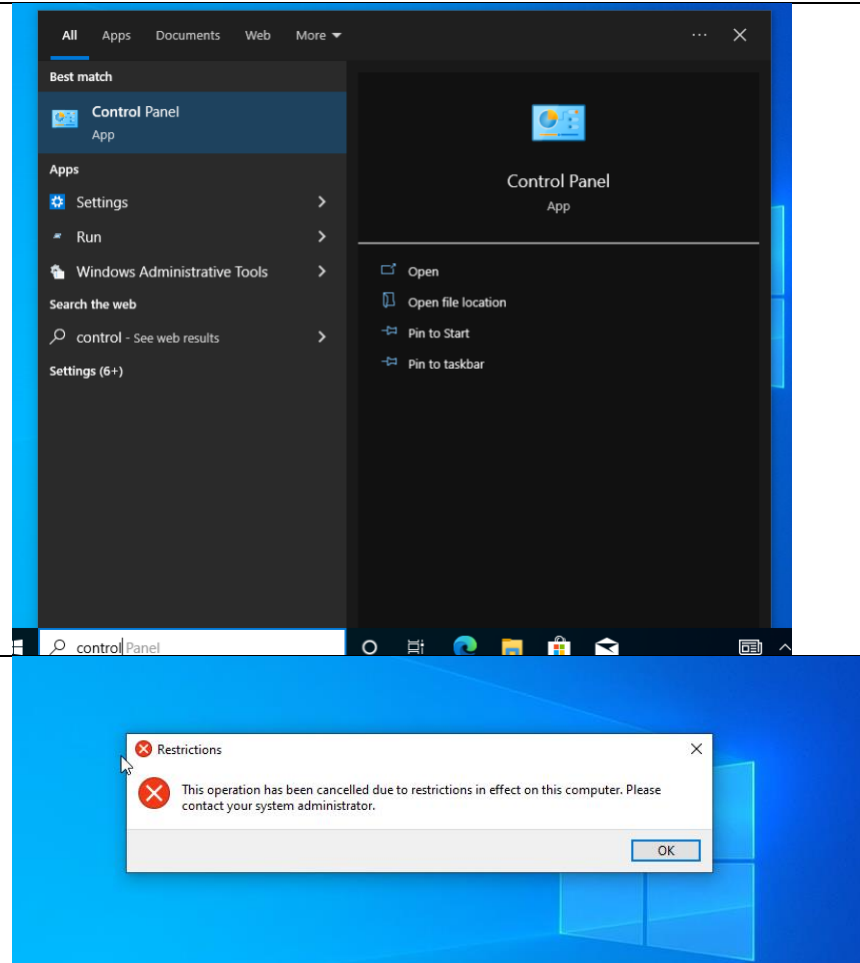 All Apps Documents Web More
Best match
Control Panel
App
Apps
Settings
Run
Windows Administrative Tools
Search the web
control - See web results
Settings (6+)
Control Panel
App
Open
Open file location
Pin to Start
Pin to taskbar
control Panel
Restrictions
This operation has been cancelled due to restrictions in effect on this computer. Please
contact your system administrator.
OK